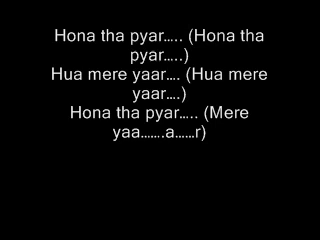 Hona tha pyar….. (Hona tha
pyar…..)
Hua mere yaar…. (Hua mere
yaar….)
Hona tha pyar….. (Mere
yaa…….a……r)